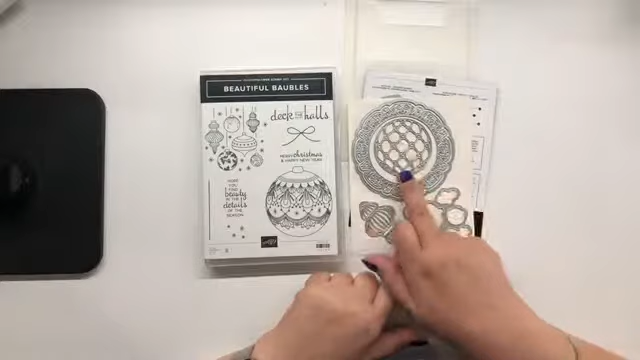 BEAUTIFUL BAUBLES
deck THE halls
MERRY christmas
& HAPPY NEW YEAR
HOPE
YOU
FIND
beauty
IN THE
details
OF THE
SEASON